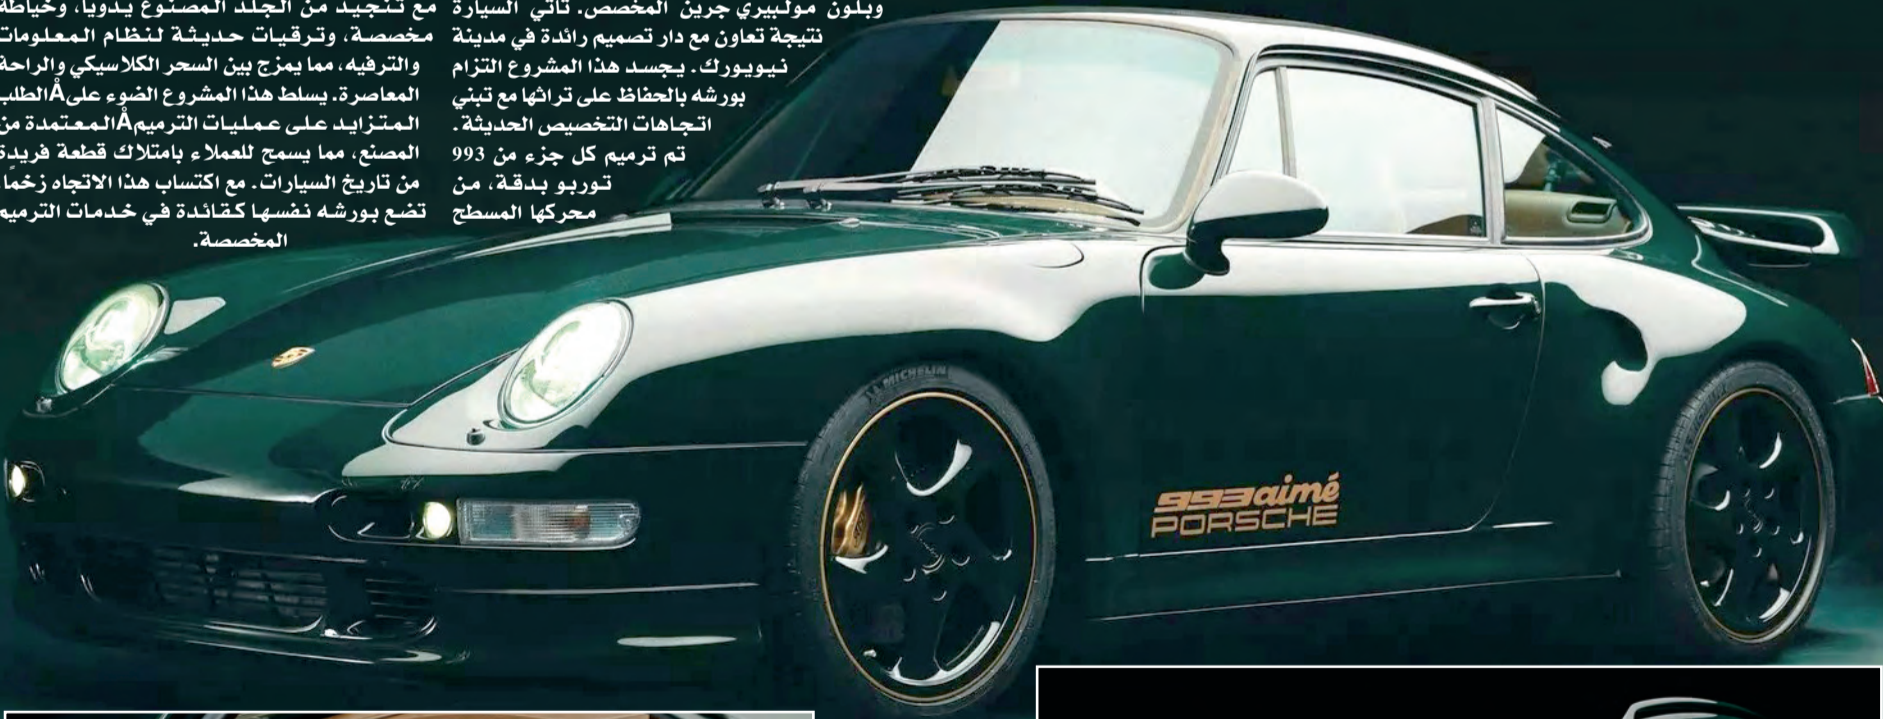 وبلون مولبيري جرين المخصص. تأتي السيارة
نتيجة تعاون مع دار تصميم رائدة في مدينة
نيويورك. يجسد هذا المشروع التزام
بورشه بالحفاظ على تراثها مع تبني
اتجاهات التخصيص الحديثة.
تم ترميم كل جزء من 993
توربو بدقة، من
محركها المسطح
مع تنجيد من الجلد المصنوع يدويا، وخياطة
مخصصة، وترقيات حديثة لنظام المعلومات
والترفيه، مما يمزج بين السحر الكلاسيكي والراحة
المعاصرة. يسلط هذا المشروع الضوء علىÅالطلب
المتزايد على عمليات الترميمÅالمعتمدة من
المصنع، مما يسمح للعملاء بامتلاك قطعة فريدة
من تاريخ السيارات. مع اكتساب هذا الاتجاه زخمًا،
تضع بورشه نفسها كقائدة في خدمات الترميم
المخصصة.
MICHELIN
993aimé
PORSCHE